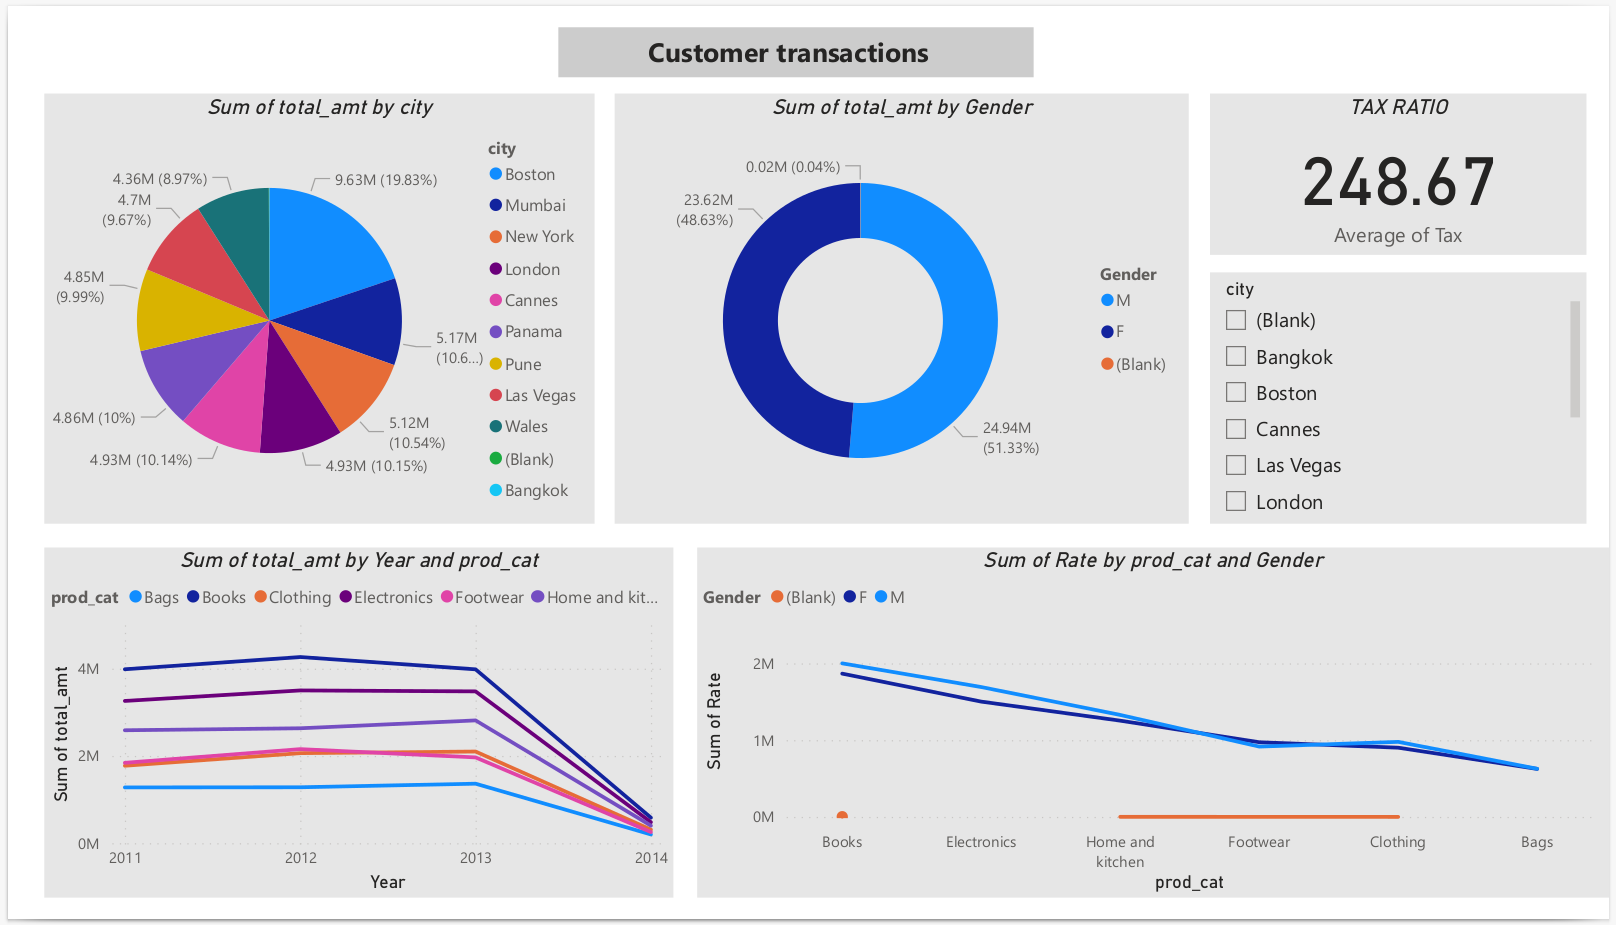 Customer transactions
Sum of total_amt by city
city
Boston
Mumbai
New York
London
Cannes
Panama
Pune
Las Vegas
Wales
(Blank)
Bangkok
9.63M (19.83%)
5.17M
(10.6...)
5.12M
(10.54%)
4.93M (10.15%)
4.93M (10.14%)
4.86M (10%)
4.85M
(9.99%)
4.7M
(9.67%)
4.36M (8.97%)
Sum of total_amt by Gender
0.02M (0.04%)
23.62M
(48.63%)
24.94M
(51.33%)
Gender
M
F
(Blank)
TAX RATIO
248.67
Average of Tax
city
(Blank)
Bangkok
Boston
Cannes
Las Vegas
London
Sum of total_amt by Year and prod_cat
prod_cat Bags Books Clothing Electronics Footwear Home and kit...
Sum of total_amt
4M
2M
0M
2011 2012 2013 2014
Year
Sum of Rate by prod_cat and Gender
Gender (Blank) F M
Sum of Rate
2M
1M
0M
Books Electronics Home and kitchen Footwear Clothing Bags
prod_cat